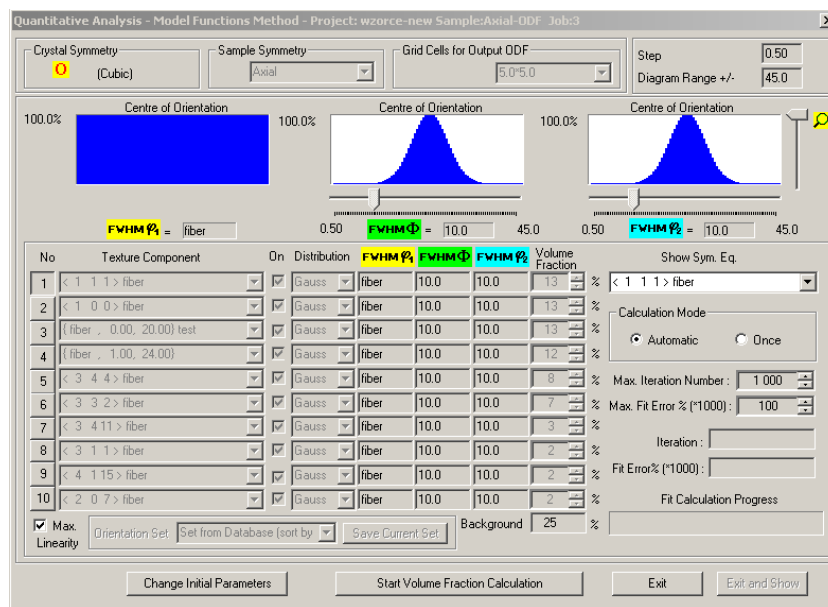 Quantitative Analysis - Model Functions Method - Project: wzorce-new Sample:Axial-ODF Job:3
Crystal Symmetry
O (Cubic)
Sample Symmetry
Axial
Grid Cells for Output ODF
5.0*5.0
Step 0.50
Diagram Range +/- 45.0
Centre of Orientation Centre of Orientation Centre of Orientation
100.0% 100.0% 100.0%
FWHM φ1 = fiber 0.50 FWHM Φ = 10.0 45.0 0.50 FWHM φ2 = 10.0 45.0
No Texture Component On Distribution FWHM φ1 FWHM Φ FWHM φ2 Volume Fraction
1 < 1 1 1 > fiber Gauss fiber 10.0 10.0 13 %
2 < 1 0 0 > fiber Gauss fiber 10.0 10.0 13 %
3 { fiber , 0.00, 20.00} test Gauss fiber 10.0 10.0 13 %
4 { fiber , 1.00, 24.00} Gauss fiber 10.0 10.0 12 %
5 < 3 4 4 > fiber Gauss fiber 10.0 10.0 8 %
6 < 3 3 2 > fiber Gauss fiber 10.0 10.0 7 %
7 < 3 4 11 > fiber Gauss fiber 10.0 10.0 3 %
8 < 3 1 1 > fiber Gauss fiber 10.0 10.0 2 %
9 < 4 1 15 > fiber Gauss fiber 10.0 10.0 2 %
10 < 2 0 7 > fiber Gauss fiber 10.0 10.0 2 %
Max. Linearity
Orientation Set Set from Database (sort by Save Current Set
Background 25 %
Show Sym. Eq.
< 1 1 1 > fiber
Calculation Mode
Automatic Once
Max. Iteration Number : 1 000
Max. Fit Error % (*1000) : 100
Iteration :
Fit Error% (*1000) :
Fit Calculation Progress
Change Initial Parameters Start Volume Fraction Calculation Exit Exit and Show